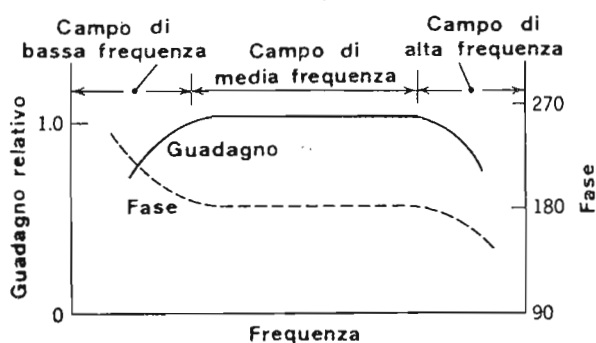 Campo di
bassa frequenza
Campo di
media frequenza
Campo di
alta frequenza
1.0
270
Guadagno
Fase
180
0
90
Guadagno relativo
Fase
Frequenza